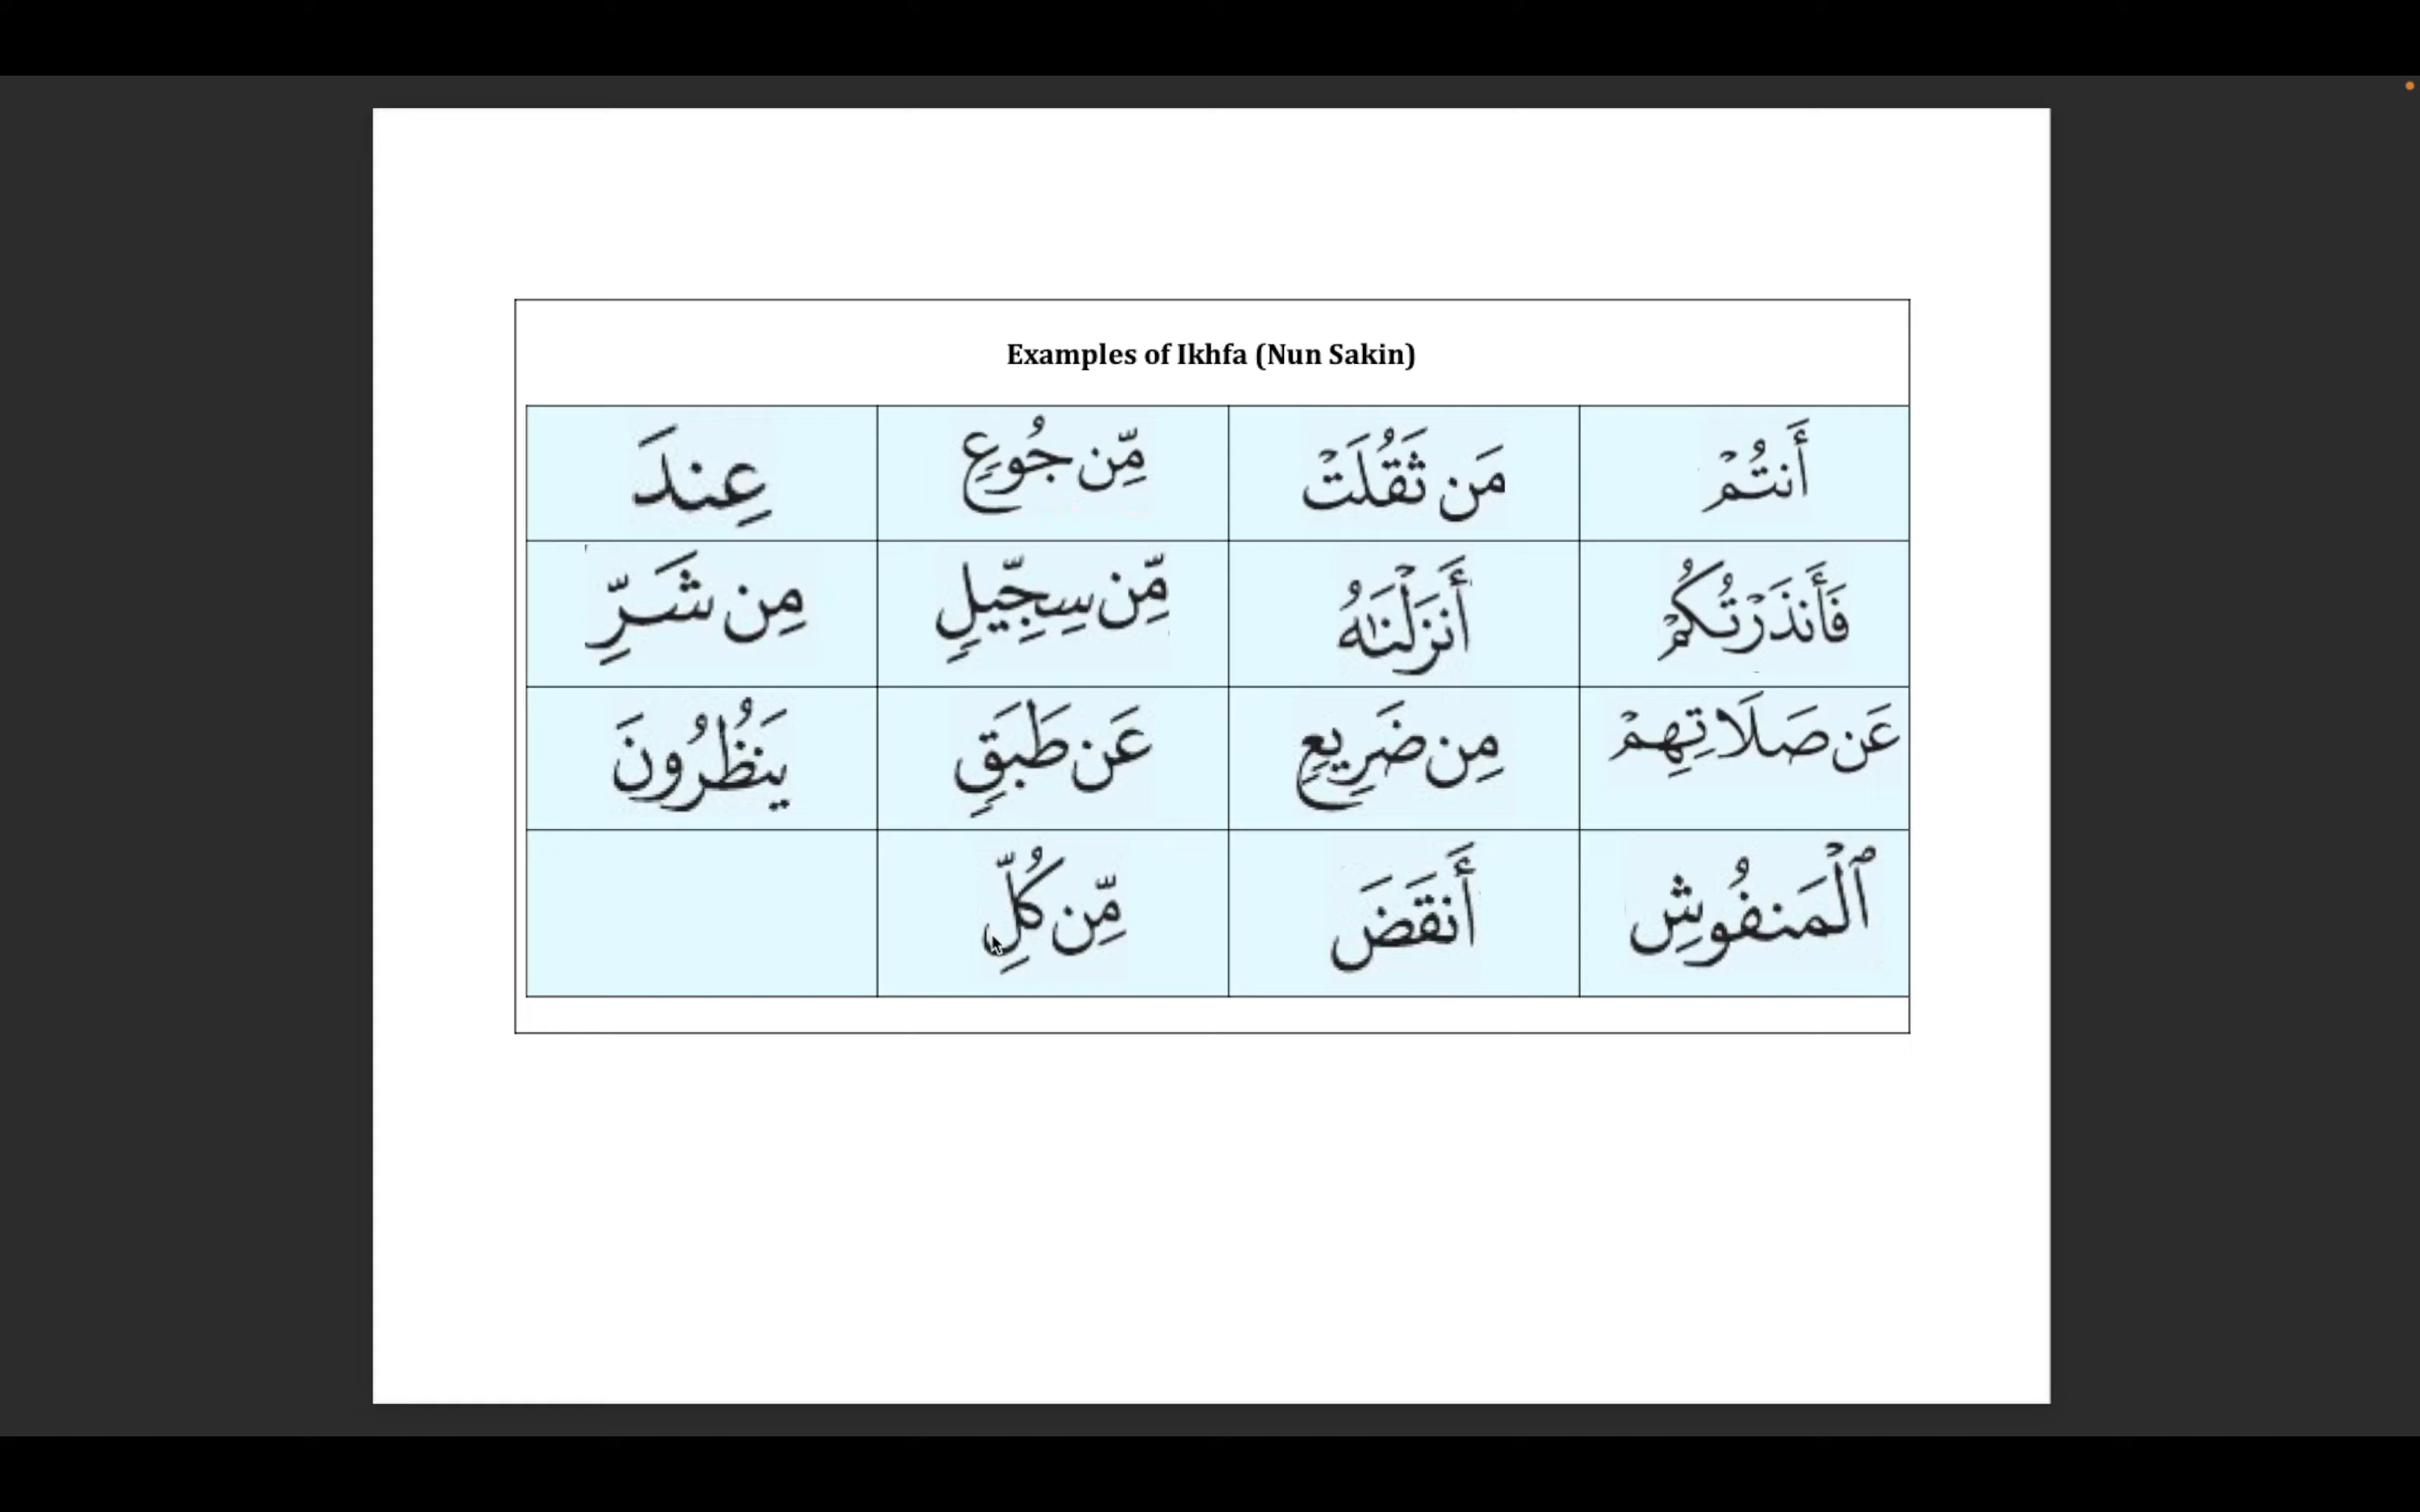 Examples of Ikhfa (Nun Sakin)
أَنتُمۡ مَن ثَقُلَتۡ مِّن جُوعٍ عِندَ
فَأَنذَرۡتُكُمۡ أَنزَلۡنَٰهُ مِّن سِجِّيلٍ مِن شَرِّ
عَن صَلَاتِهِمۡ مِن ضَرِيعٍ عَن طَبَقٍ يَنظُرُونَ
ٱلۡمَنفُوشِ أَنقَضَ مِّن كُلِّ